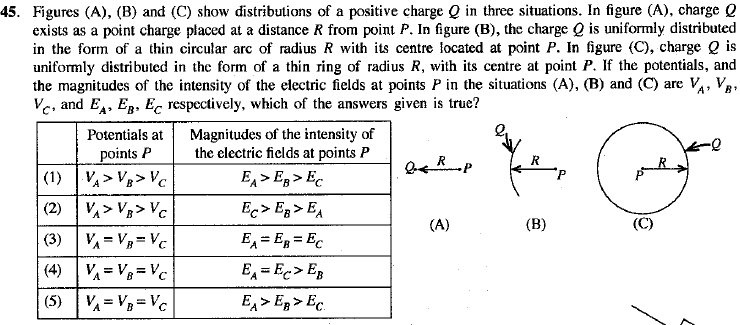 45. Figures (A), (B) and (C) show distributions of a positive charge Q in three situations. In figure (A), charge Q
exists as a point charge placed at a distance R from point P. In figure (B), the charge Q is uniformly distributed
in the form of a thin circular arc of radius R with its centre located at point P. In figure (C), charge Q is
uniformly distributed in the form of a thin ring of radius R, with its centre at point P. If the potentials, and
the magnitudes of the intensity of the electric fields at points P in the situations (A), (B) and (C) are V_A, V_B,
V_C, and E_A, E_B, E_C respectively, which of the answers given is true?
Potentials at points P
Magnitudes of the intensity of the electric fields at points P
(1) V_A > V_B > V_C E_A > E_B > E_C
(2) V_A > V_B > V_C E_C > E_B > E_A
(3) V_A = V_B = V_C E_A = E_B = E_C
(4) V_A = V_B = V_C E_A = E_C > E_B
(5) V_A = V_B = V_C E_A > E_B > E_C
Q R P
(A)
Q R P
(B)
Q R P
(C)